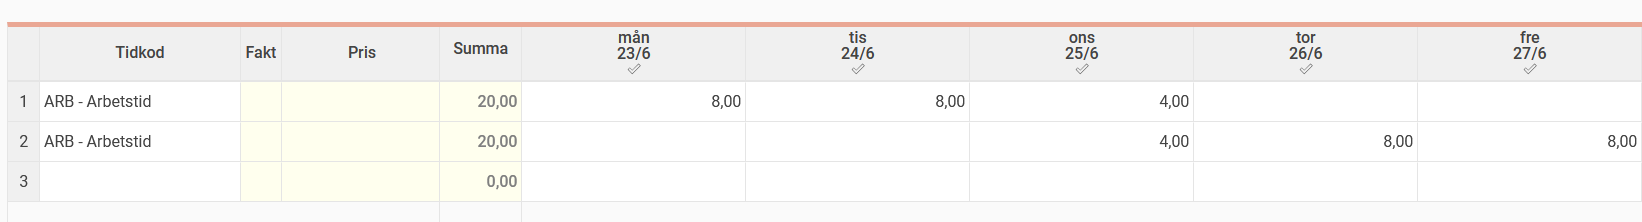 Tidkod Fakt Pris Summa mån 23/6 tis 24/6 ons 25/6 tor 26/6 fre 27/6
1 ARB - Arbetstid 20,00 8,00 8,00 4,00
2 ARB - Arbetstid 20,00 4,00 8,00 8,00
3 0,00